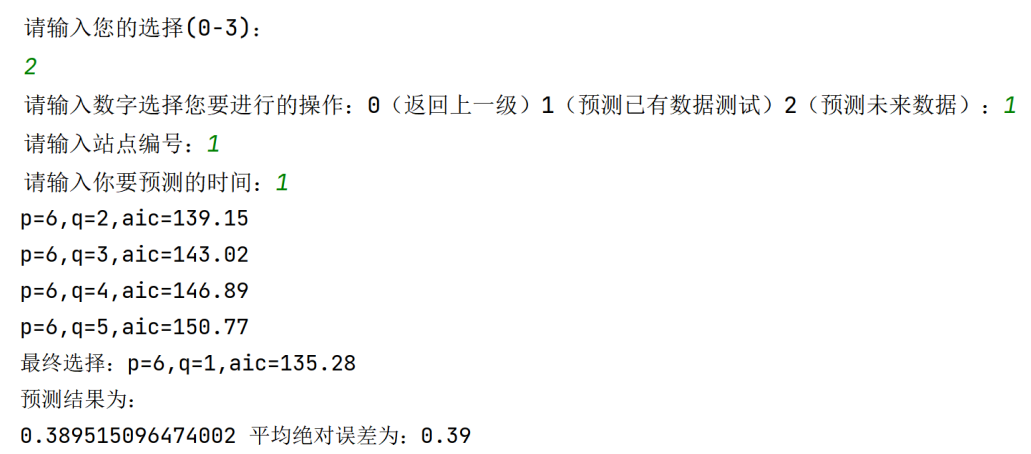 请输入您的选择(0-3)：
2
请输入数字选择您要进行的操作：0（返回上一级）1（预测已有数据测试）2（预测未来数据）：1
请输入站点编号：1
请输入你要预测的时间：1
p=6,q=2,aic=139.15
p=6,q=3,aic=143.02
p=6,q=4,aic=146.89
p=6,q=5,aic=150.77
最终选择：p=6,q=1,aic=135.28
预测结果为：
0.389515096474002 平均绝对误差为：0.39